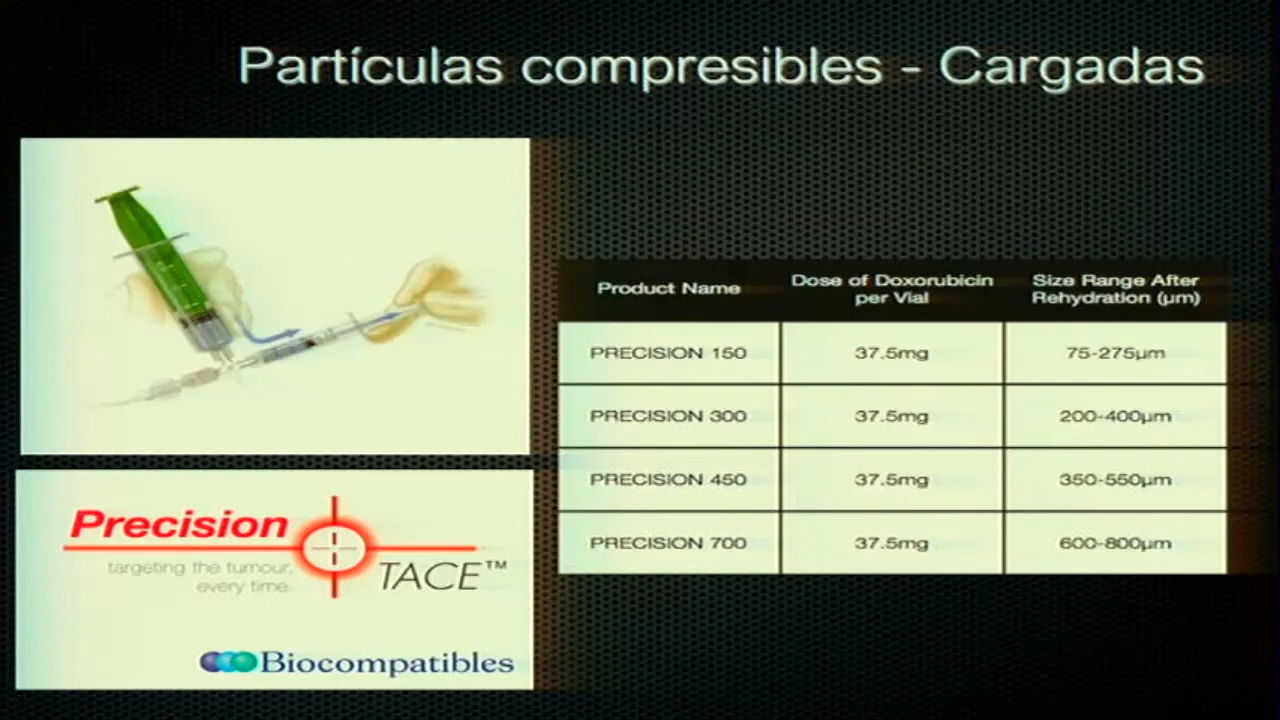 Partículas compresibles - Cargadas
Product Name
Dose of Doxorubicin
per Vial
Size Range After
Rehydration (µm)
PRECISION 150
37.5mg
75-275µm
PRECISION 300
37.5mg
200-400µm
PRECISION 450
37.5mg
350-550µm
PRECISION 700
37.5mg
600-800µm
Precision
targeting the tumour,
every time.
TACE™
Biocompatibles